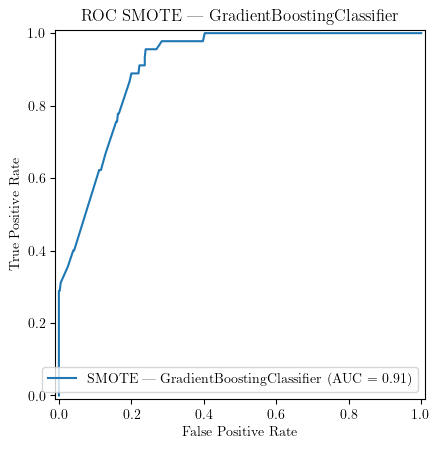 ROC SMOTE — GradientBoostingClassifier
1.0
0.8
0.6
0.4
0.2
0.0
True Positive Rate
SMOTE — GradientBoostingClassifier (AUC = 0.91)
0.0 0.2 0.4 0.6 0.8 1.0
False Positive Rate